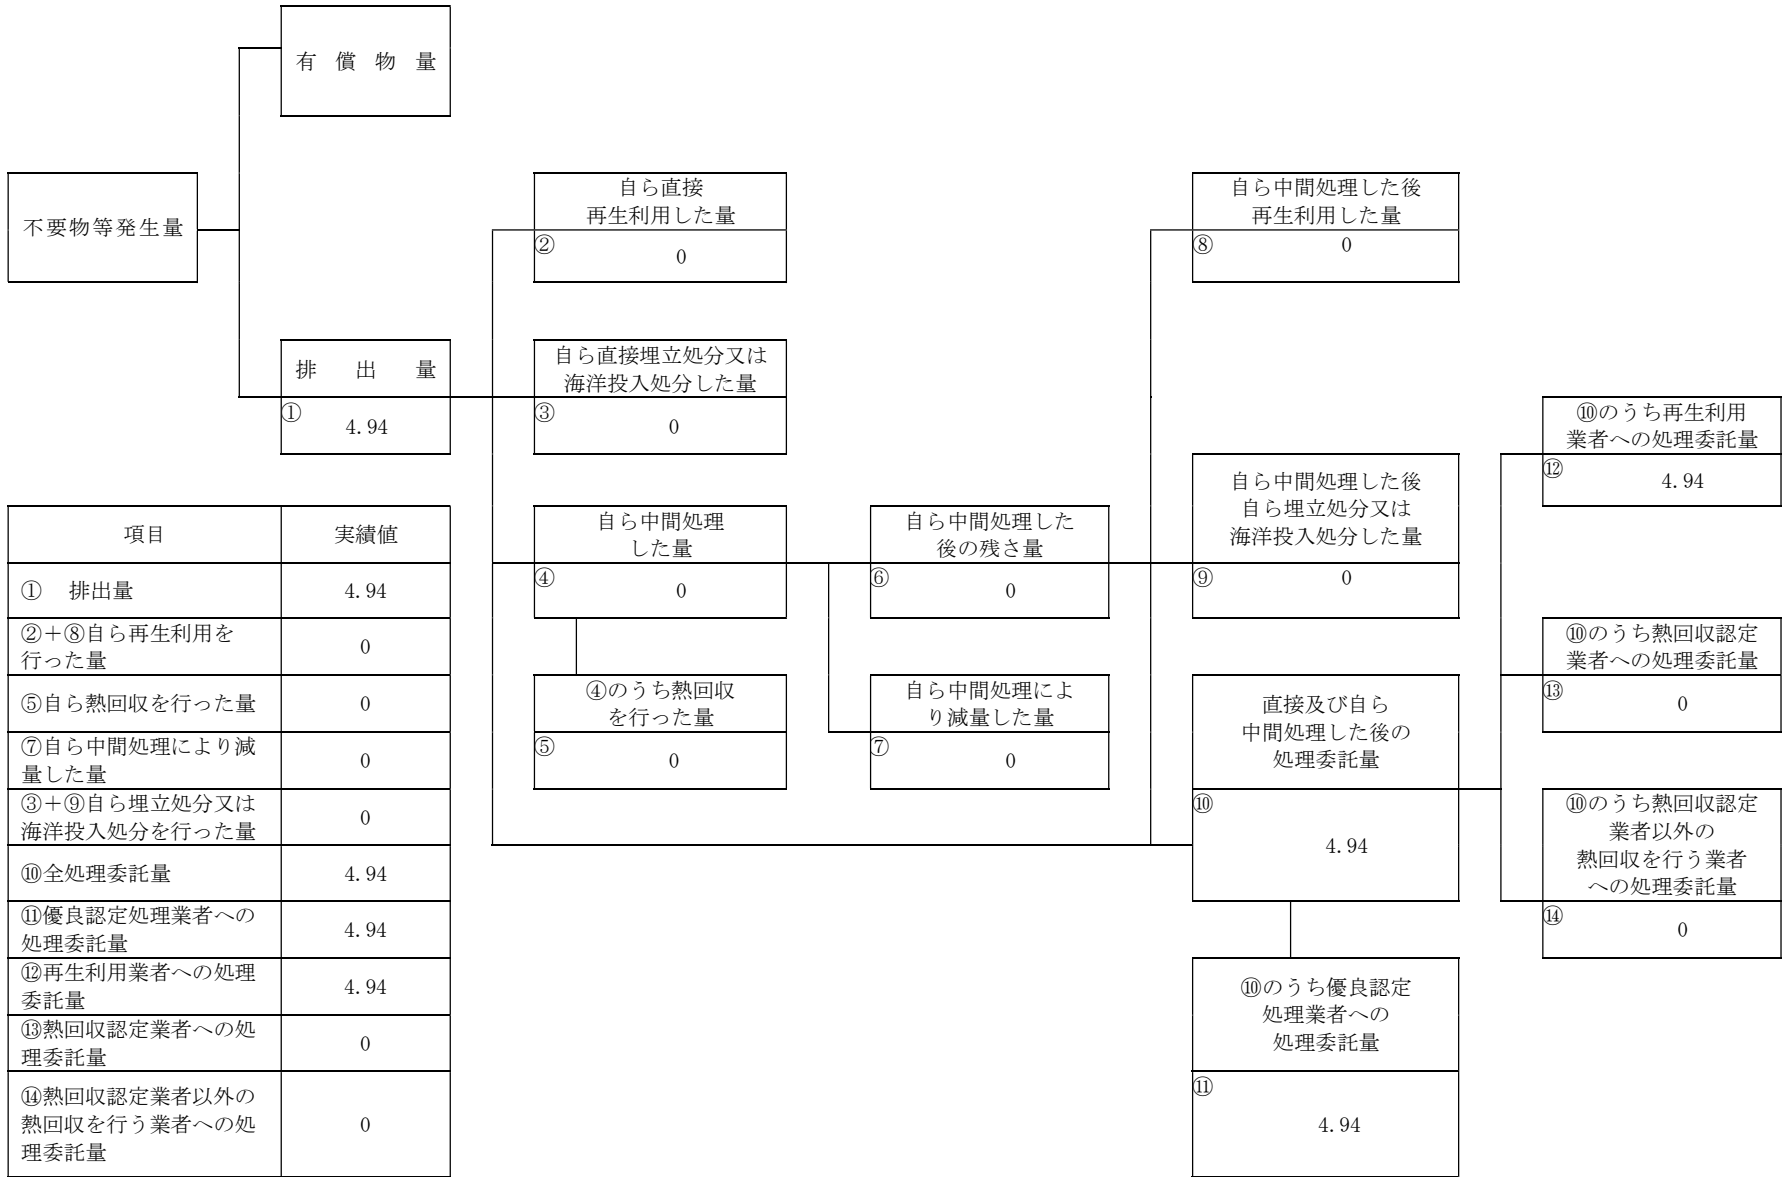 有償物量
不要物等発生量
自ら直接
再生利用した量
②
0
自ら中間処理した後
再生利用した量
⑧
0
排出量
①
4.94
自ら直接埋立処分又は
海洋投入処分した量
③
0
⑩のうち再生利用
業者への処理委託量
⑫
4.94
自ら中間処理
した量
④
0
自ら中間処理した
後の残さ量
⑥
0
自ら中間処理した後
自ら埋立処分又は
海洋投入処分した量
⑨
0
⑩のうち熱回収認定
業者への処理委託量
⑬
0
④のうち熱回収
を行った量
⑤
0
自ら中間処理によ
り減量した量
⑦
0
直接及び自ら
中間処理した後の
処理委託量
⑩
4.94
⑩のうち熱回収認定
業者以外の
熱回収を行う業者
への処理委託量
⑭
0
⑩のうち優良認定
処理業者への
処理委託量
⑪
4.94
項目 実績値
① 排出量 4.94
②+⑧自ら再生利用を
行った量 0
⑤自ら熱回収を行った量 0
⑦自ら中間処理により減
量した量 0
③+⑨自ら埋立処分又は
海洋投入処分を行った量 0
⑩全処理委託量 4.94
⑪優良認定処理業者への
処理委託量 4.94
⑫再生利用業者への処理
委託量 4.94
⑬熱回収認定業者への処
理委託量 0
⑭熱回収認定業者以外の
熱回収を行う業者への処
理委託量 0